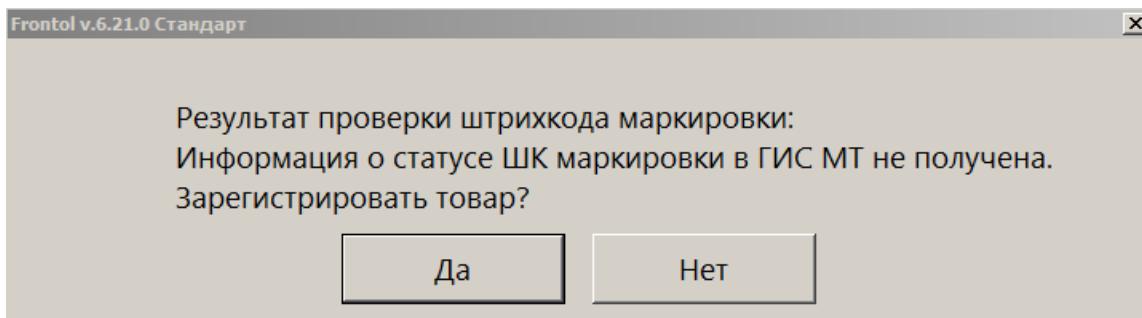 Frontol v.6.21.0 Стандарт
Результат проверки штрихкода маркировки:
Информация о статусе ШК маркировки в ГИС МТ не получена.
Зарегистрировать товар?
Да
Нет